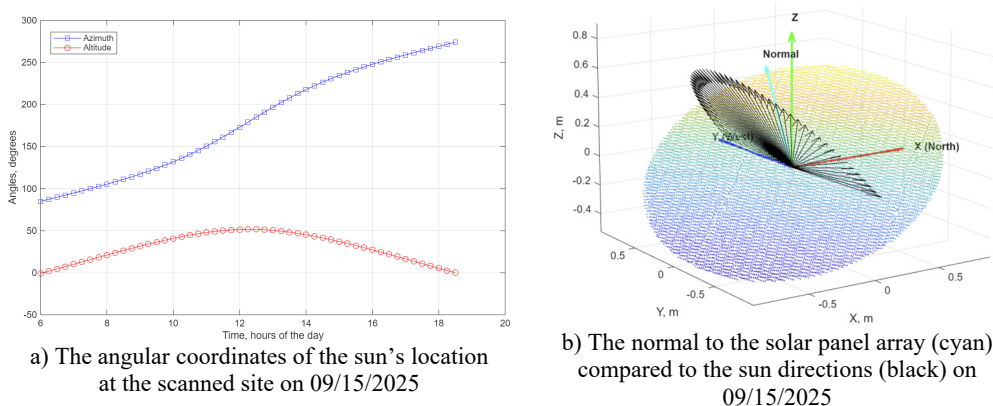 300
250
200
150
100
50
0
-50
Angles, degrees
Azimuth
Altitude
6
8
10
12
14
16
18
20
Time, hours of the day
a) The angular coordinates of the sun’s location
at the scanned site on 09/15/2025
Z
Normal
Y (West)
X (North)
0.8
0.6
0.4
0.2
0
-0.2
-0.4
Z, m
0.5
0
-0.5
Y, m
-0.5
0
0.5
X, m
b) The normal to the solar panel array (cyan)
compared to the sun directions (black) on
09/15/2025